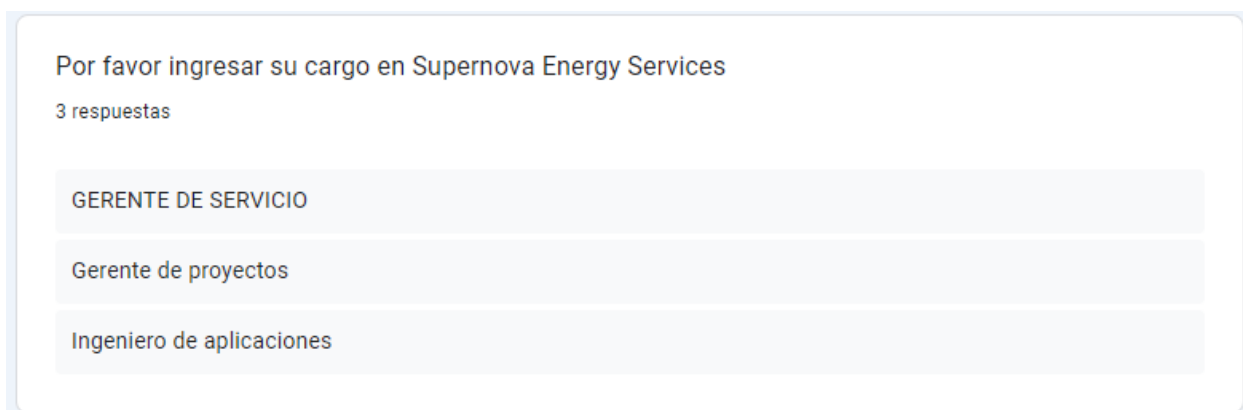 Por favor ingresar su cargo en Supernova Energy Services
3 respuestas
GERENTE DE SERVICIO
Gerente de proyectos
Ingeniero de aplicaciones